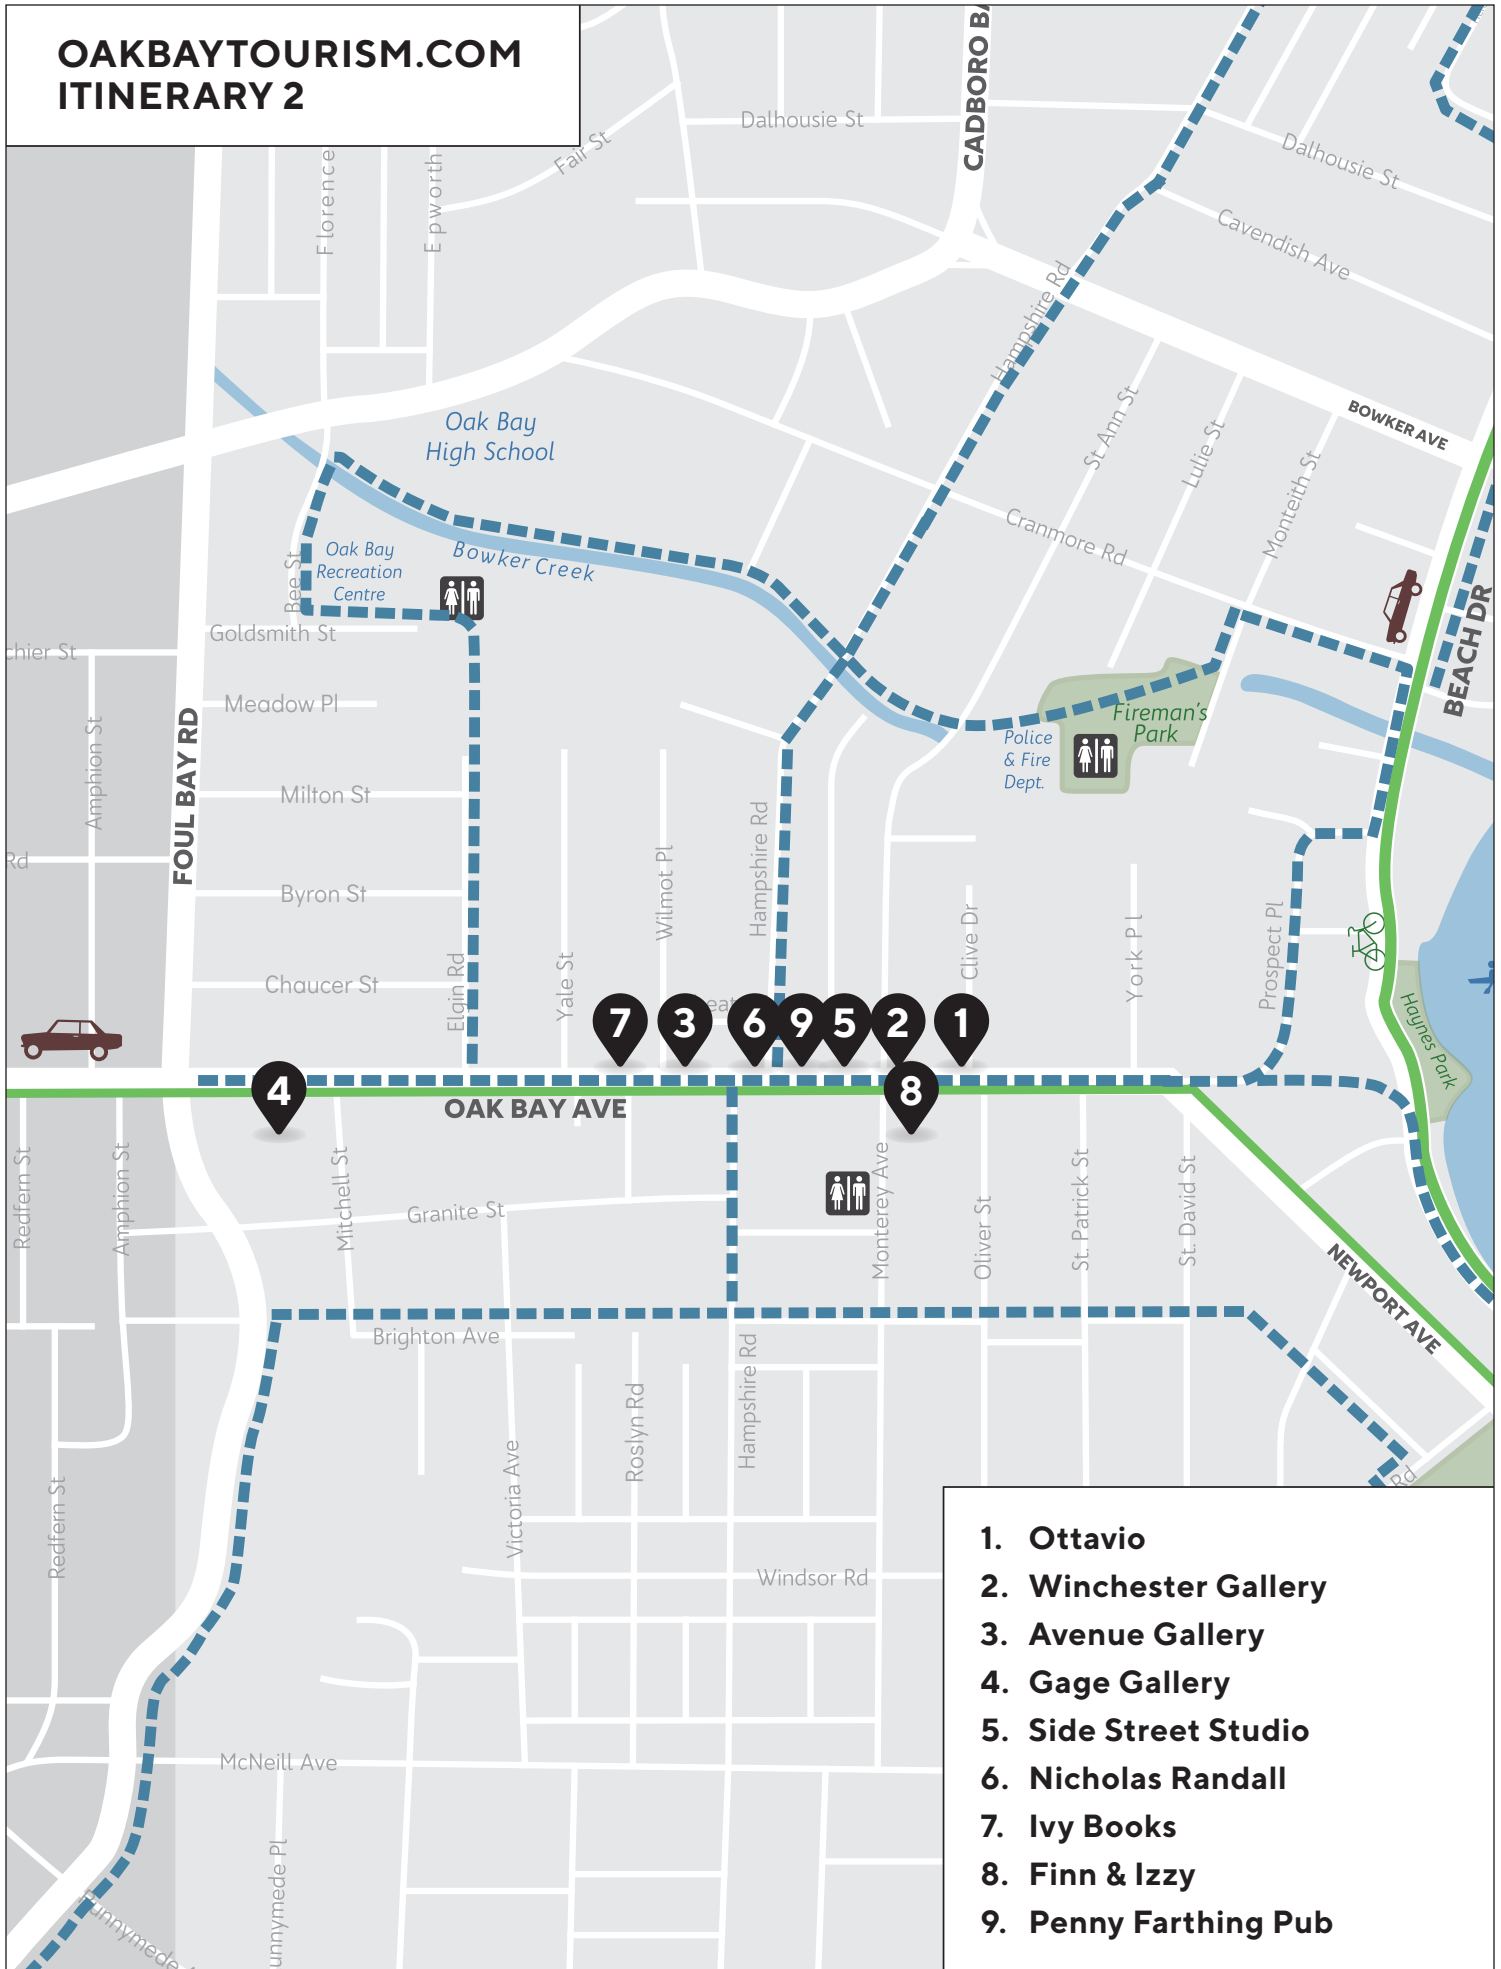 OAKBAYTOURISM.COM
ITINERARY 2
CADBORO BA
Dalhousie St
Fair St
Florence
Epworth
Dalhousie St
Cavendish Ave
Hampshire Rd
BOWKER AVE
Oak Bay
High School
St Ann St
Lulie St
Monteith St
Cranmore Rd
Bowker Creek
Oak Bay
Recreation
Centre
Bee St
Goldsmith St
chier St
BEACH DR
Meadow Pl
Fireman's
Park
Police
& Fire
Dept.
Amphion St
FOUL BAY RD
Milton St
Hampshire Rd
Rd
Wilmot Pl
Byron St
Clive Dr
York Pl
Prospect Pl
Elgin Rd
Yale St
Chaucer St
Haynes Park
7
3
6
9
5
2
1
4
8
OAK BAY AVE
Redfern St
Amphion St
Mitchell St
Granite St
Monterey Ave
Oliver St
St. Patrick St
St. David St
NEWPORT AVE
Brighton Ave
Hampshire Rd
Roslyn Rd
Victoria Ave
Redfern St
Rd
Windsor Rd
McNeill Ave
unnymede Pl
Runnymede
1. Ottavio
2. Winchester Gallery
3. Avenue Gallery
4. Gage Gallery
5. Side Street Studio
6. Nicholas Randall
7. Ivy Books
8. Finn & Izzy
9. Penny Farthing Pub